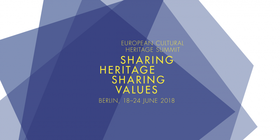 EUROPEAN CULTURAL
HERITAGE SUMMIT
SHARING
HERITAGE
SHARING
VALUES
BERLIN, 18-24 JUNE 2018